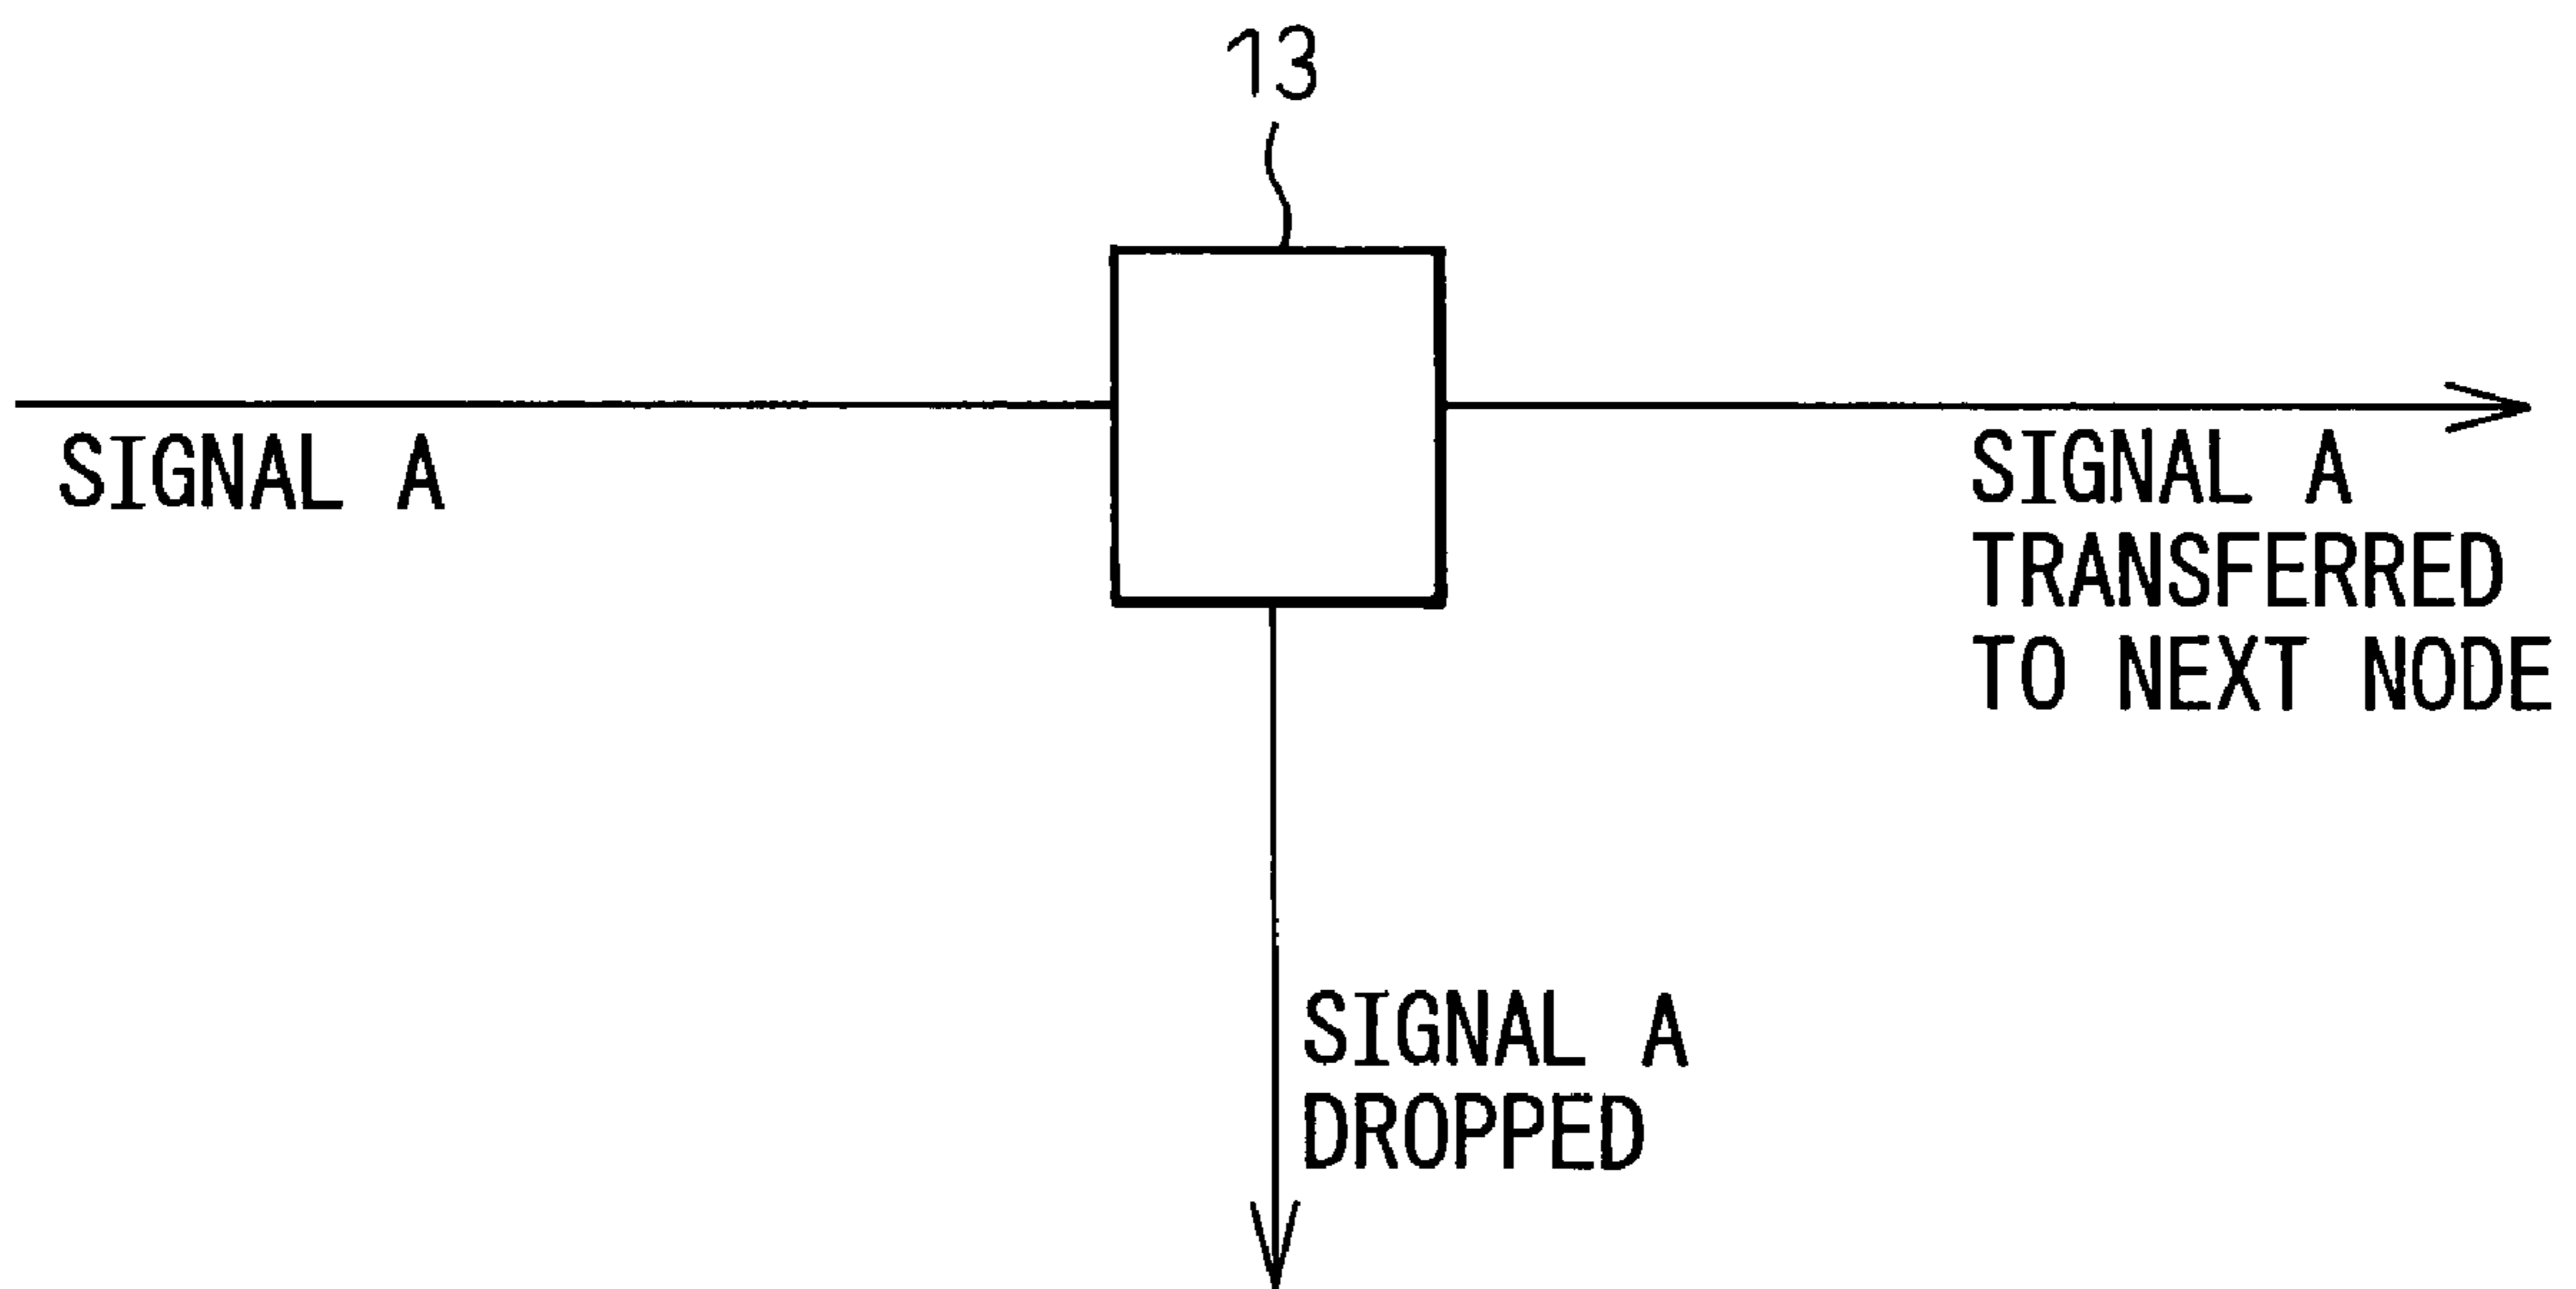 13
SIGNAL A
SIGNAL A
TRANSFERRED
TO NEXT NODE
SIGNAL A
DROPPED